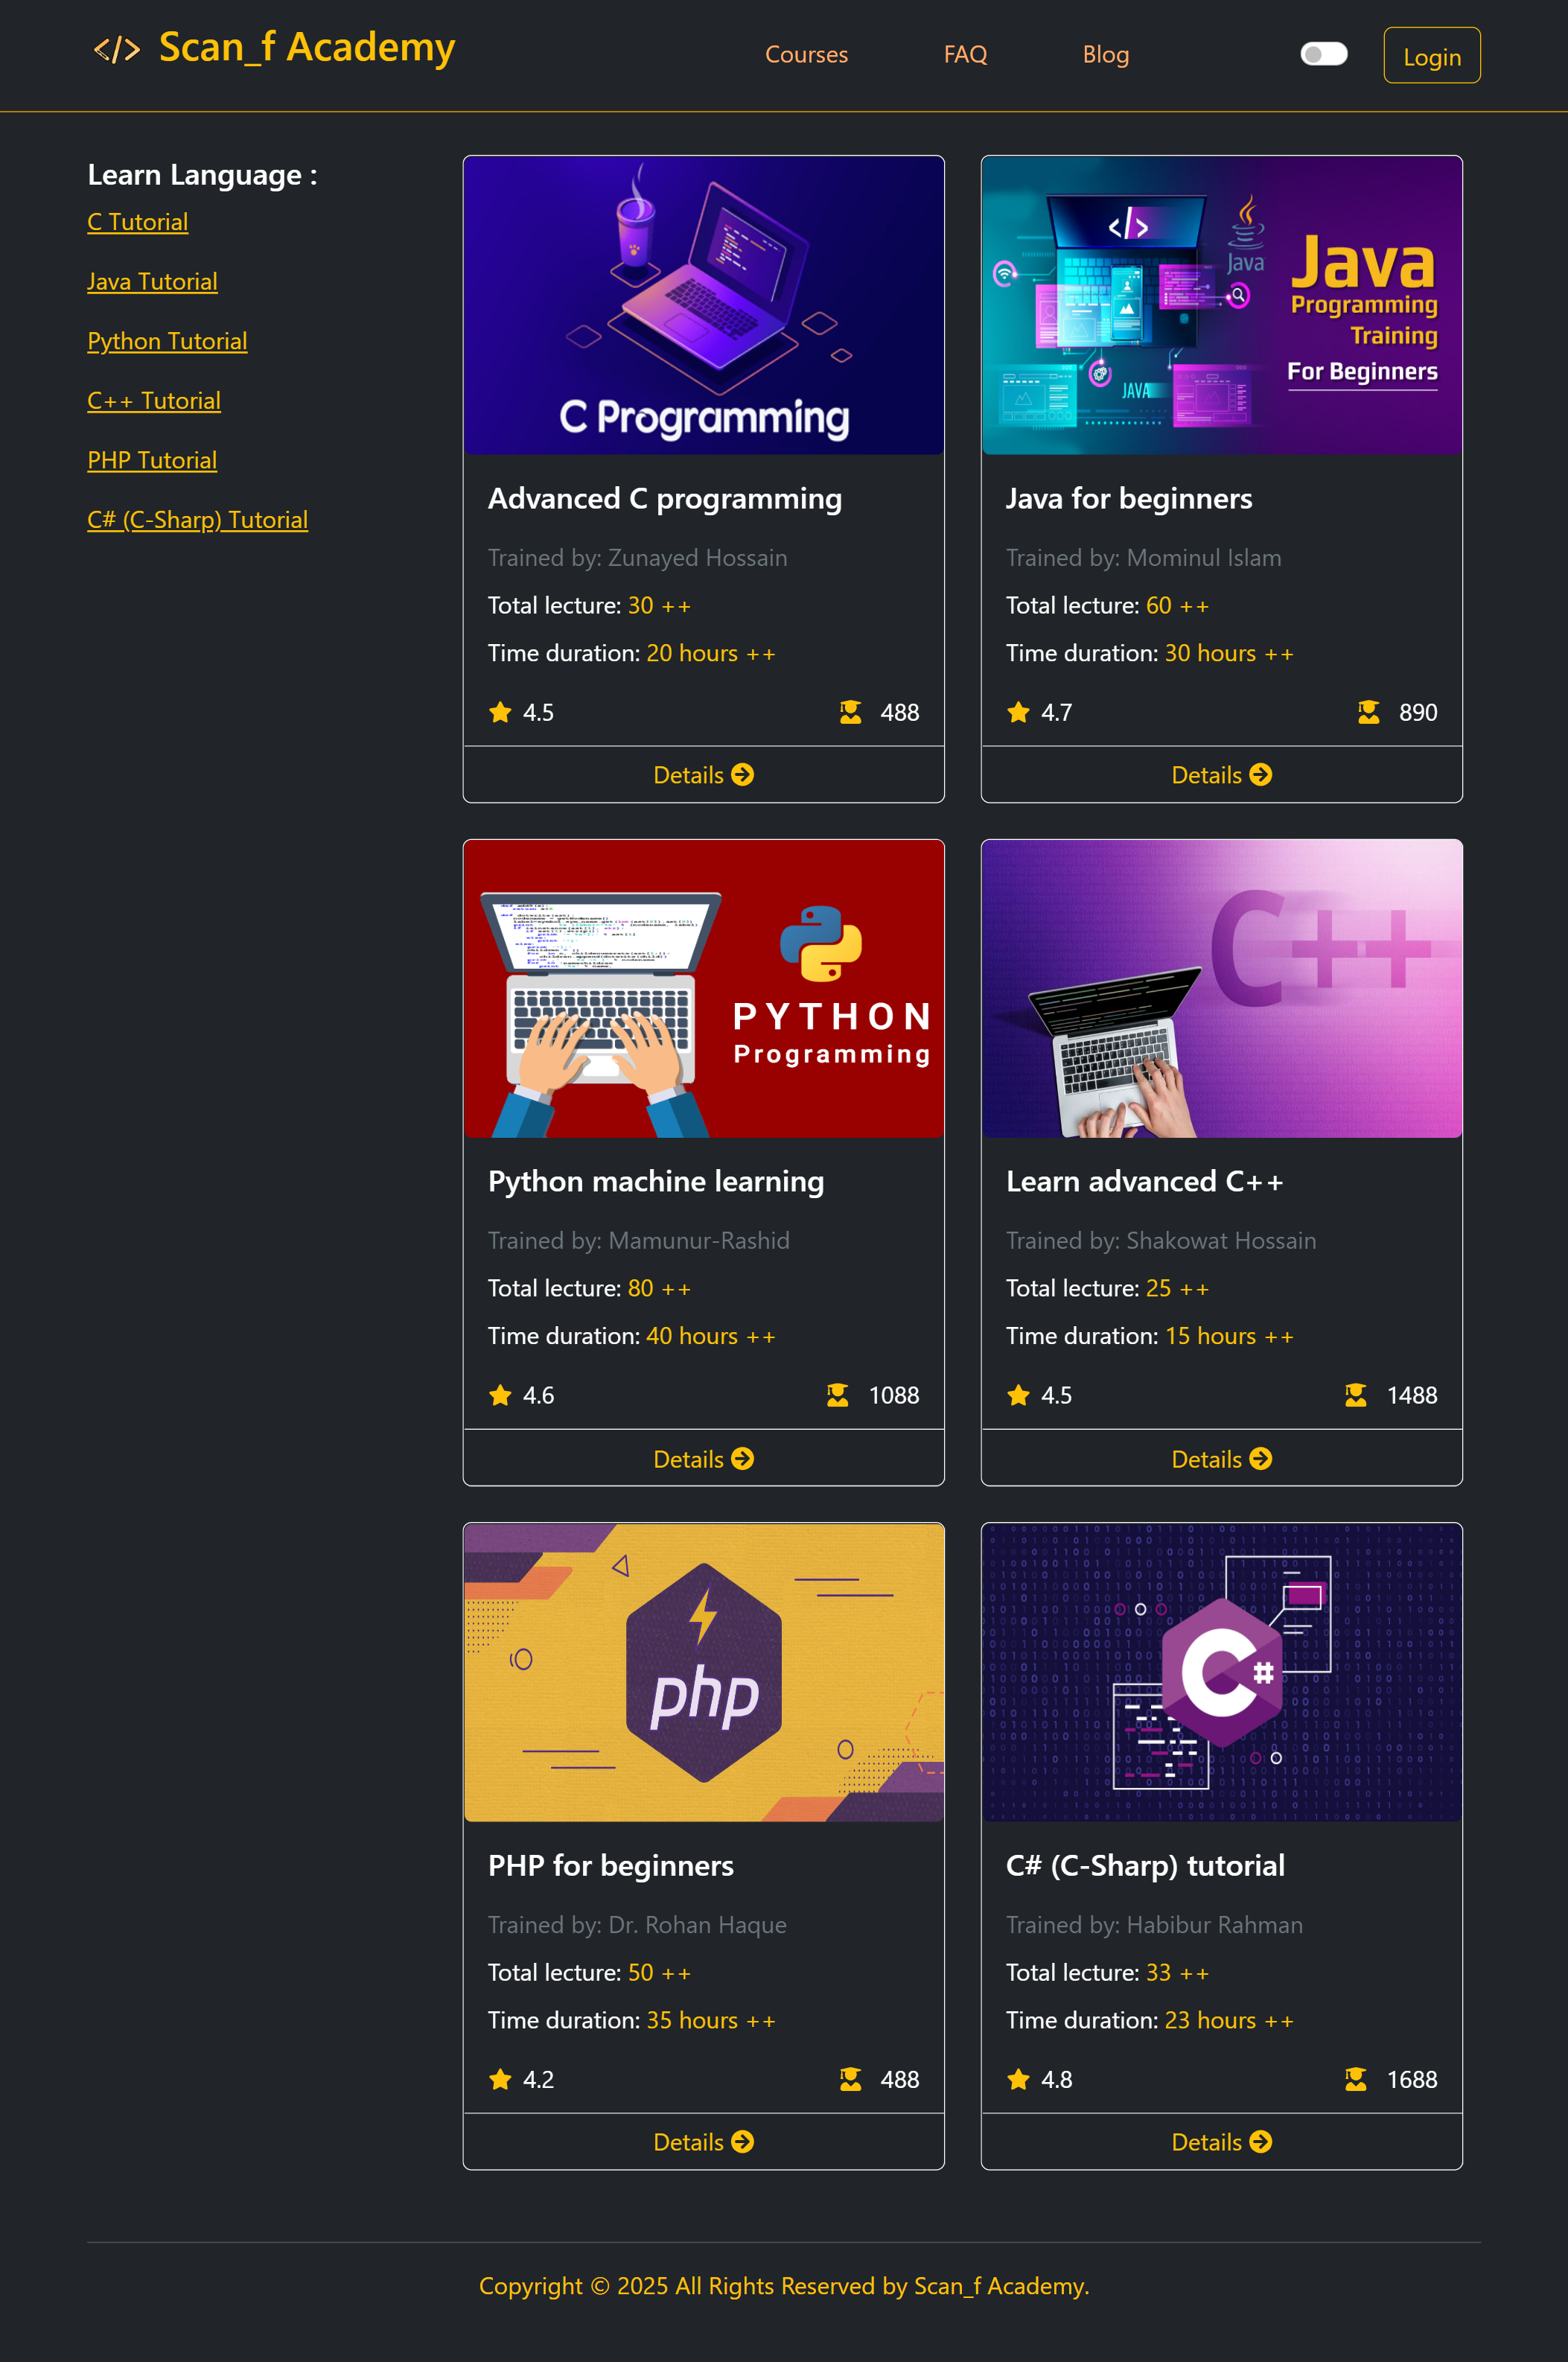 </> Scan_f Academy
Courses
FAQ
Blog
Login
Learn Language :
C Tutorial
Java Tutorial
Python Tutorial
C++ Tutorial
PHP Tutorial
C# (C-Sharp) Tutorial
C Programming
Advanced C programming
Trained by: Zunayed Hossain
Total lecture: 30 ++
Time duration: 20 hours ++
4.5
488
Details
</>
Java
Java
Programming
Training
For Beginners
JAVA
Java for beginners
Trained by: Mominul Islam
Total lecture: 60 ++
Time duration: 30 hours ++
4.7
890
Details
PYTHON
Programming
Python machine learning
Trained by: Mamunur-Rashid
Total lecture: 80 ++
Time duration: 40 hours ++
4.6
1088
Details
C++
Learn advanced C++
Trained by: Shakowat Hossain
Total lecture: 25 ++
Time duration: 15 hours ++
4.5
1488
Details
php
PHP for beginners
Trained by: Dr. Rohan Haque
Total lecture: 50 ++
Time duration: 35 hours ++
4.2
488
Details
C#
C# (C-Sharp) tutorial
Trained by: Habibur Rahman
Total lecture: 33 ++
Time duration: 23 hours ++
4.8
1688
Details
Copyright © 2025 All Rights Reserved by Scan_f Academy.